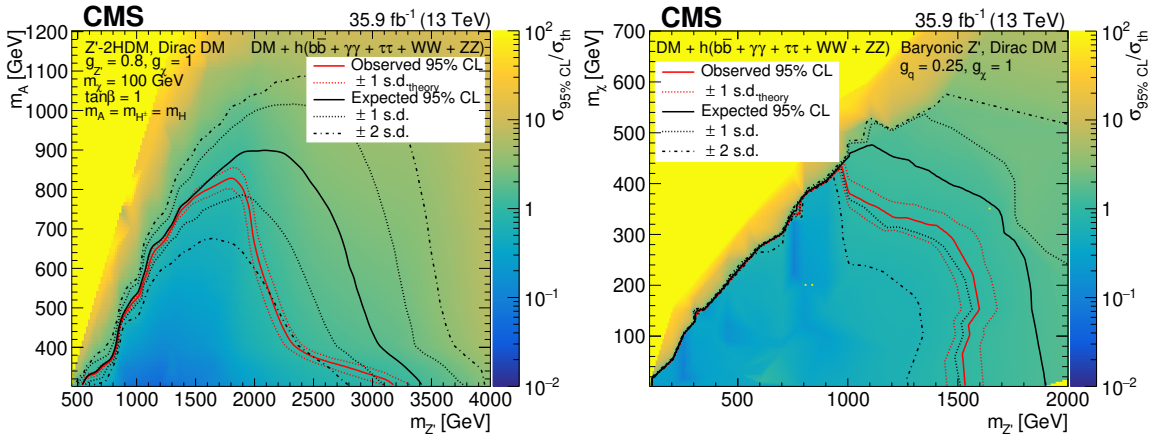 CMS
35.9 fb⁻¹ (13 TeV)
Z'-2HDM, Dirac DM
DM + h(bb̄ + γγ + ττ + WW + ZZ)
g_Z' = 0.8, g_χ = 1
m_χ = 100 GeV
tanβ = 1
m_A = m_H± = m_H
Observed 95% CL
± 1 s.d._theory
Expected 95% CL
± 1 s.d.
± 2 s.d.
m_A [GeV]
1200
1100
1000
900
800
700
600
500
400
500 1000 1500 2000 2500 3000 3500 4000
m_Z' [GeV]
10²
10
1
10⁻¹
10⁻²
σ_95% CL/σ_th
CMS
35.9 fb⁻¹ (13 TeV)
DM + h(bb̄ + γγ + ττ + WW + ZZ)
Baryonic Z', Dirac DM
g_q = 0.25, g_χ = 1
Observed 95% CL
± 1 s.d._theory
Expected 95% CL
± 1 s.d.
± 2 s.d.
m_χ [GeV]
700
600
500
400
300
200
100
500 1000 1500 2000
m_Z' [GeV]
10²
10
1
10⁻¹
10⁻²
σ_95% CL/σ_th